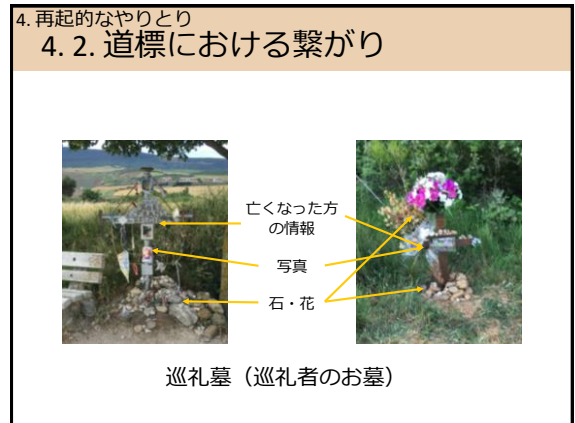 4. 再起的なやりとり
4. 2. 道標における繋がり
亡くなった方
の情報
写真
石・花
巡礼墓（巡礼者のお墓）